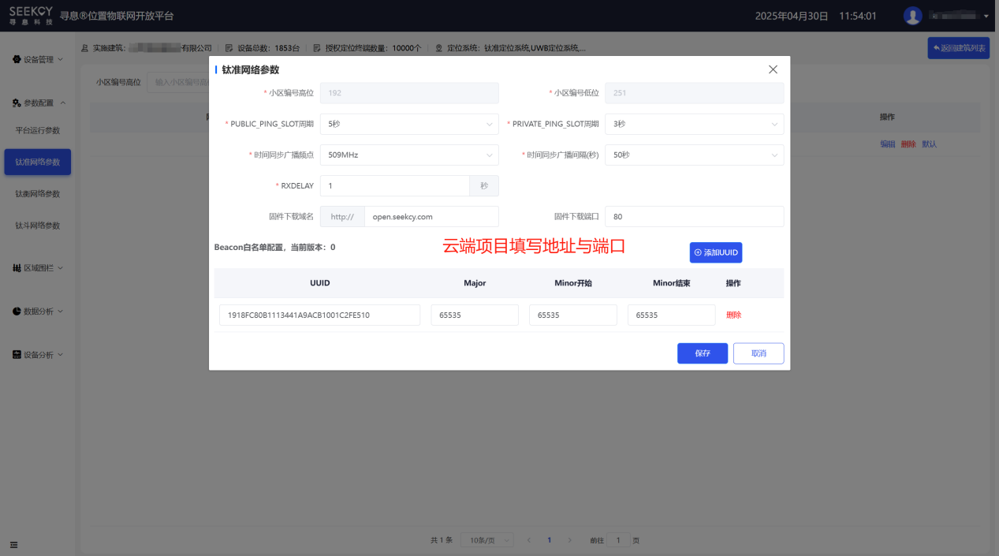 SEEKCY
寻息科技
寻息®位置物联网开放平台
2025年04月30日 11:54:01
设备管理
实施建筑: 有限公司 设备总数: 1853台 授权定位终端数量: 10000个 定位系统: 钛准定位系统,UWB定位系统,...
返回建筑列表
小区编号高位 输入小区编号高
参数配置
平台运行参数
钛准网络参数
钛衡网络参数
钛斗网络参数
区域围栏
数据分析
设备分析
操作
编辑 删除 默认
钛准网络参数
* 小区编号高位 192 * 小区编号低位 251
* PUBLIC_PING_SLOT周期 5秒 * PRIVATE_PING_SLOT周期 3秒
* 时间同步广播频点 509MHz * 时间同步广播间隔(秒) 50秒
* RXDELAY 1 秒
固件下载域名 http:// open.seekcy.com 固件下载端口 80
Beacon白名单配置，当前版本：0
云端项目填写地址与端口
添加UUID
UUID Major Minor开始 Minor结束 操作
1918FC80B1113441A9ACB1001C2FE510 65535 65535 65535 删除
保存 取消
共 1 条 10条/页 1 前往 1 页